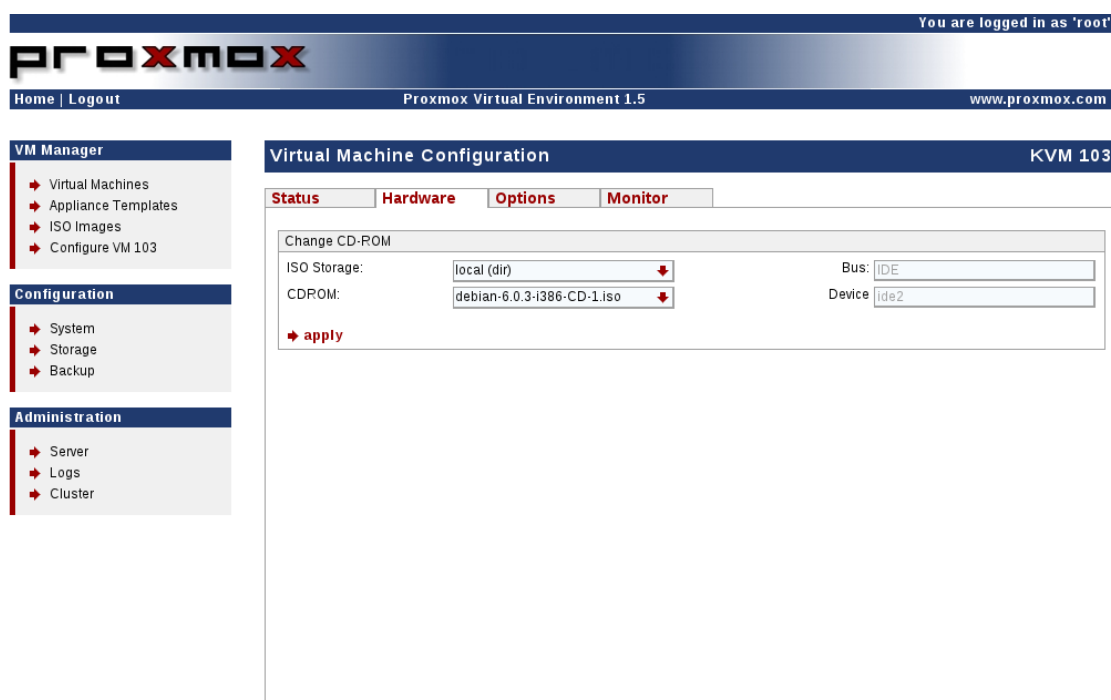 You are logged in as 'root'
proxmox
Home | Logout
Proxmox Virtual Environment 1.5
www.proxmox.com
VM Manager
Virtual Machines
Appliance Templates
ISO Images
Configure VM 103
Configuration
System
Storage
Backup
Administration
Server
Logs
Cluster
Virtual Machine Configuration
KVM 103
Status
Hardware
Options
Monitor
Change CD-ROM
ISO Storage: local (dir)
Bus: IDE
CDROM: debian-6.0.3-i386-CD-1.iso
Device ide2
apply